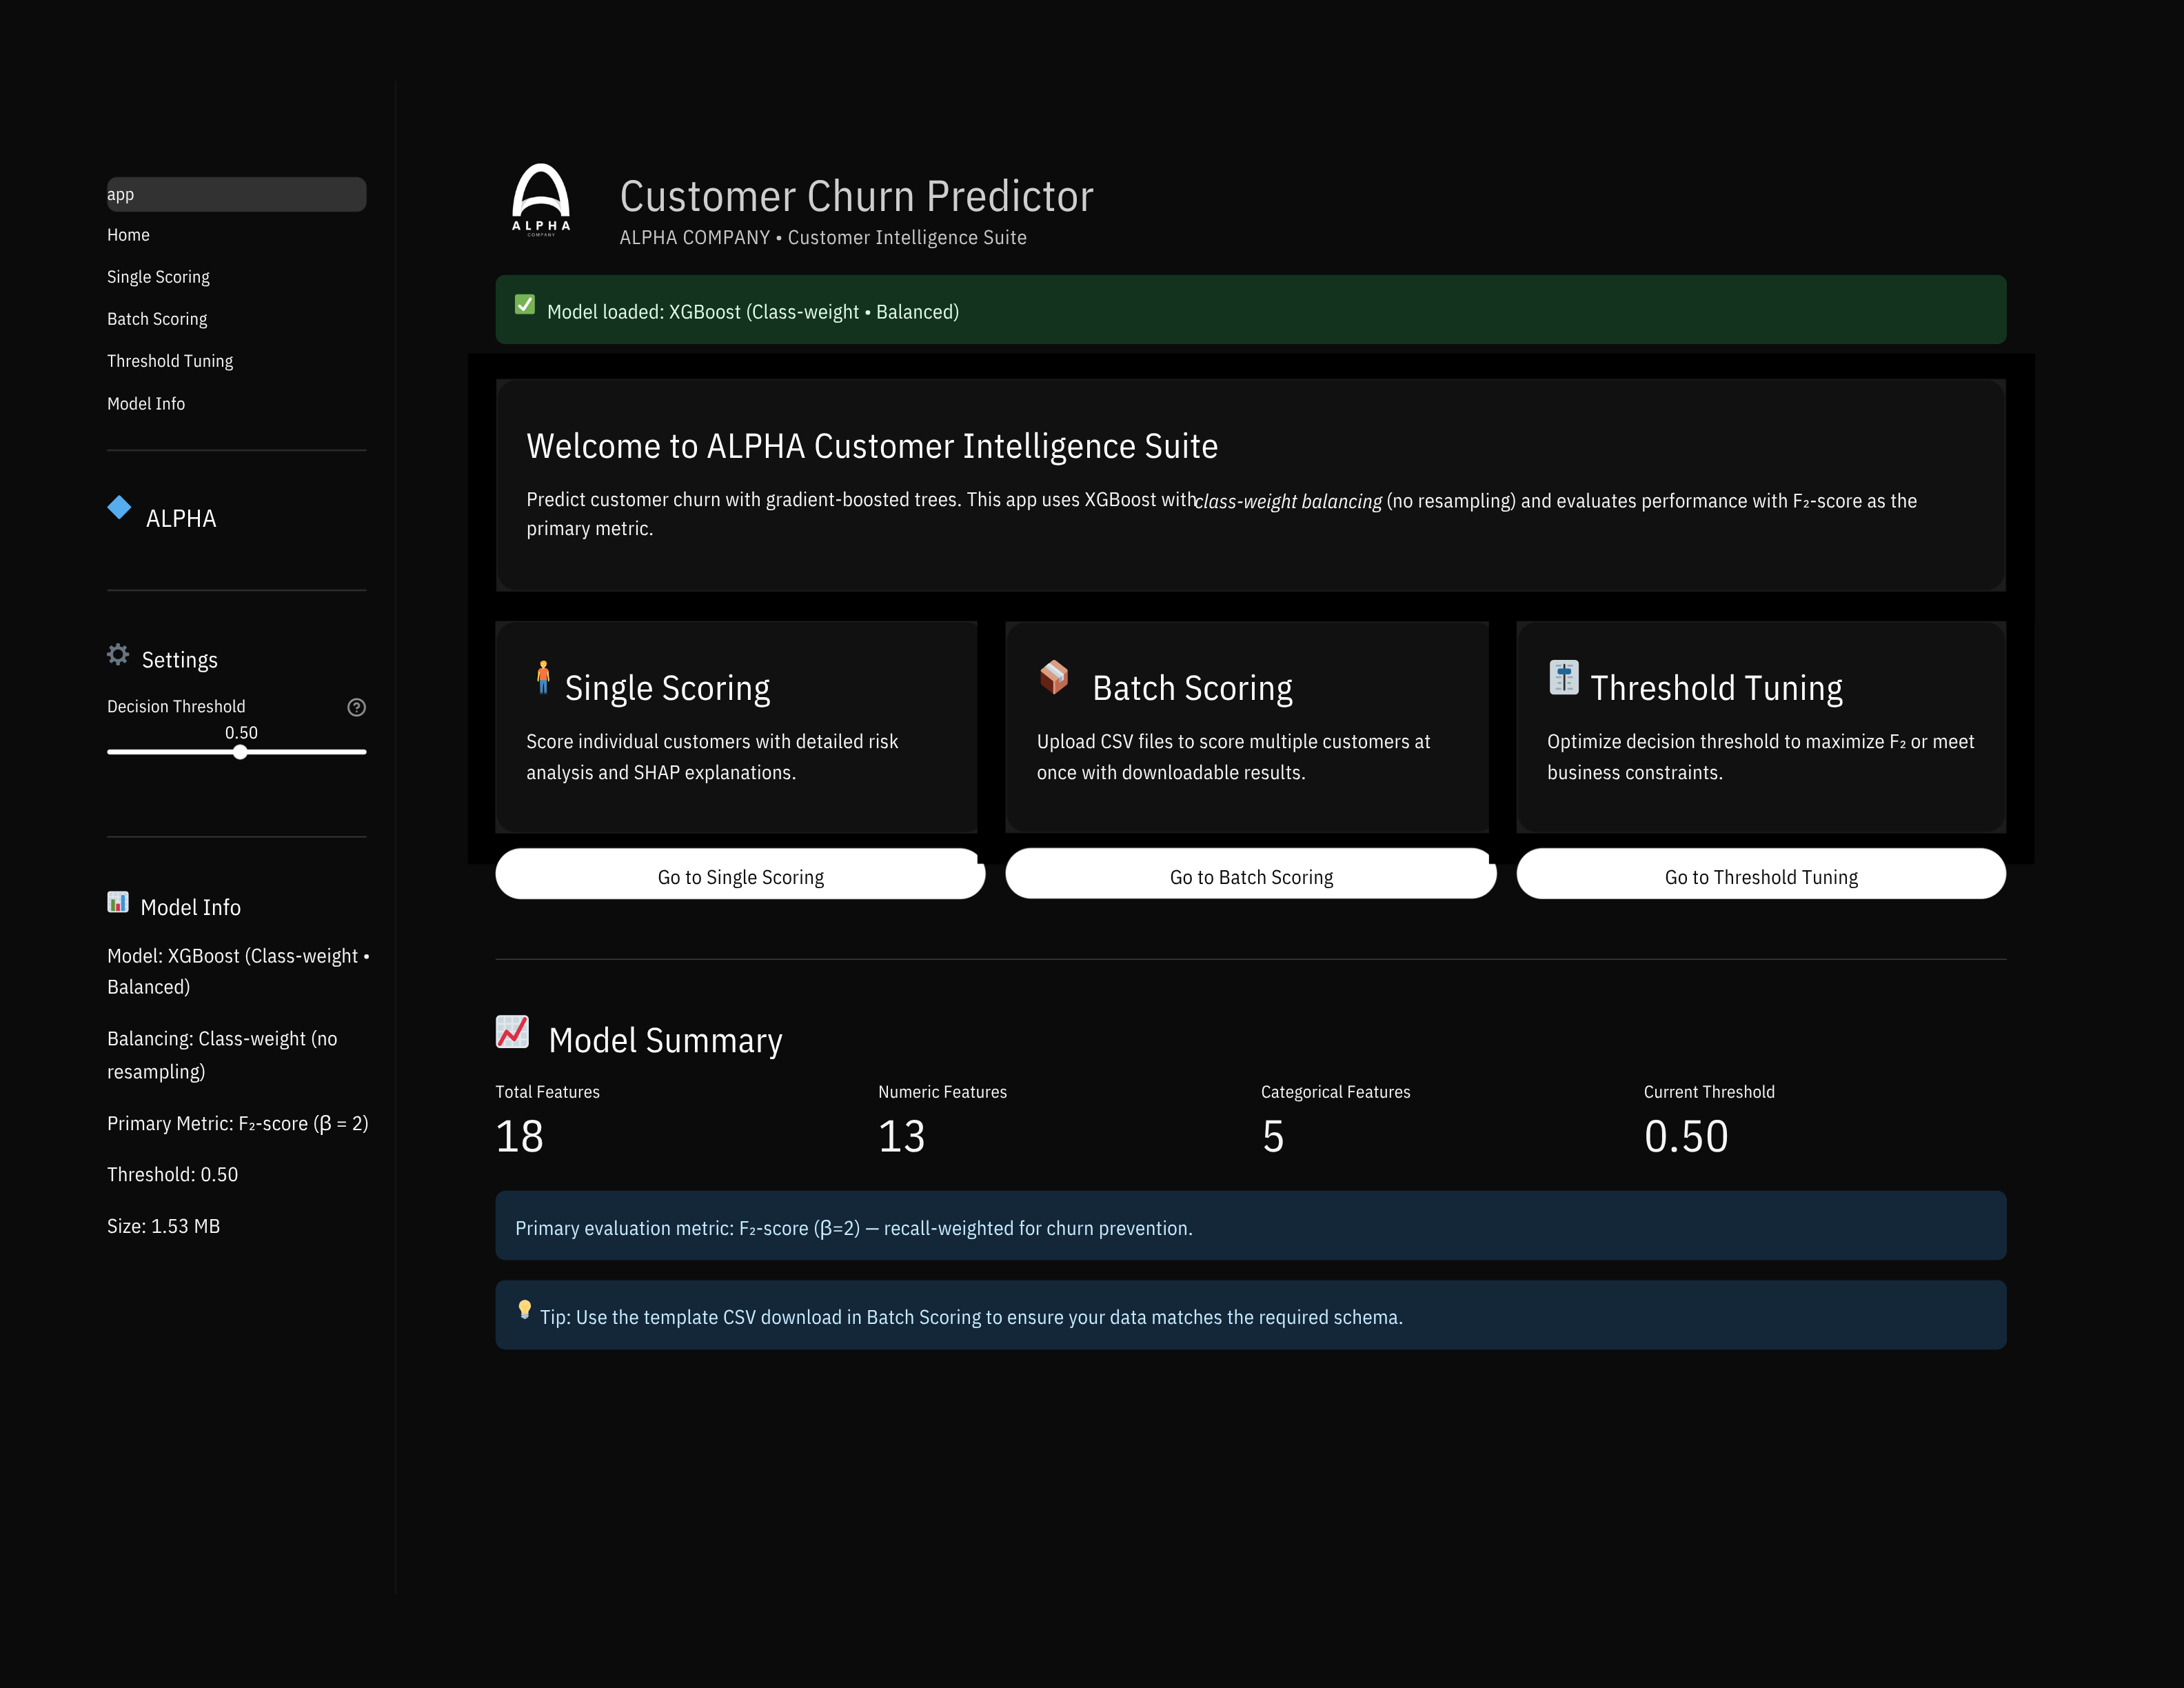 app
Home
Single Scoring
Batch Scoring
Threshold Tuning
Model Info
ALPHA
Settings
Decision Threshold
0.50
Model Info
Model: XGBoost (Class-weight •
Balanced)
Balancing: Class-weight (no
resampling)
Primary Metric: F₂-score (β = 2)
Threshold: 0.50
Size: 1.53 MB
ALPHA
COMPANY
Customer Churn Predictor
ALPHA COMPANY • Customer Intelligence Suite
Model loaded: XGBoost (Class-weight • Balanced)
Welcome to ALPHA Customer Intelligence Suite
Predict customer churn with gradient-boosted trees. This app uses XGBoost with class-weight balancing (no resampling) and evaluates performance with F₂-score as the
primary metric.
Single Scoring
Score individual customers with detailed risk
analysis and SHAP explanations.
Go to Single Scoring
Batch Scoring
Upload CSV files to score multiple customers at
once with downloadable results.
Go to Batch Scoring
Threshold Tuning
Optimize decision threshold to maximize F₂ or meet
business constraints.
Go to Threshold Tuning
Model Summary
Total Features
18
Numeric Features
13
Categorical Features
5
Current Threshold
0.50
Primary evaluation metric: F₂-score (β=2) — recall-weighted for churn prevention.
Tip: Use the template CSV download in Batch Scoring to ensure your data matches the required schema.